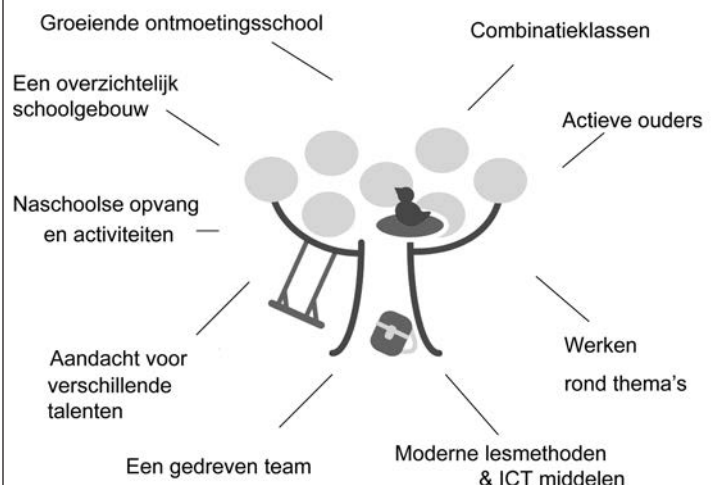 Groeiende ontmoetingsschool
Combinatieklassen
Een overzichtelijk
schoolgebouw
Actieve ouders
Naschoolse opvang
en activiteiten
Aandacht voor
verschillende
talenten
Werken
rond thema's
Een gedreven team
Moderne lesmethoden
& ICT middelen